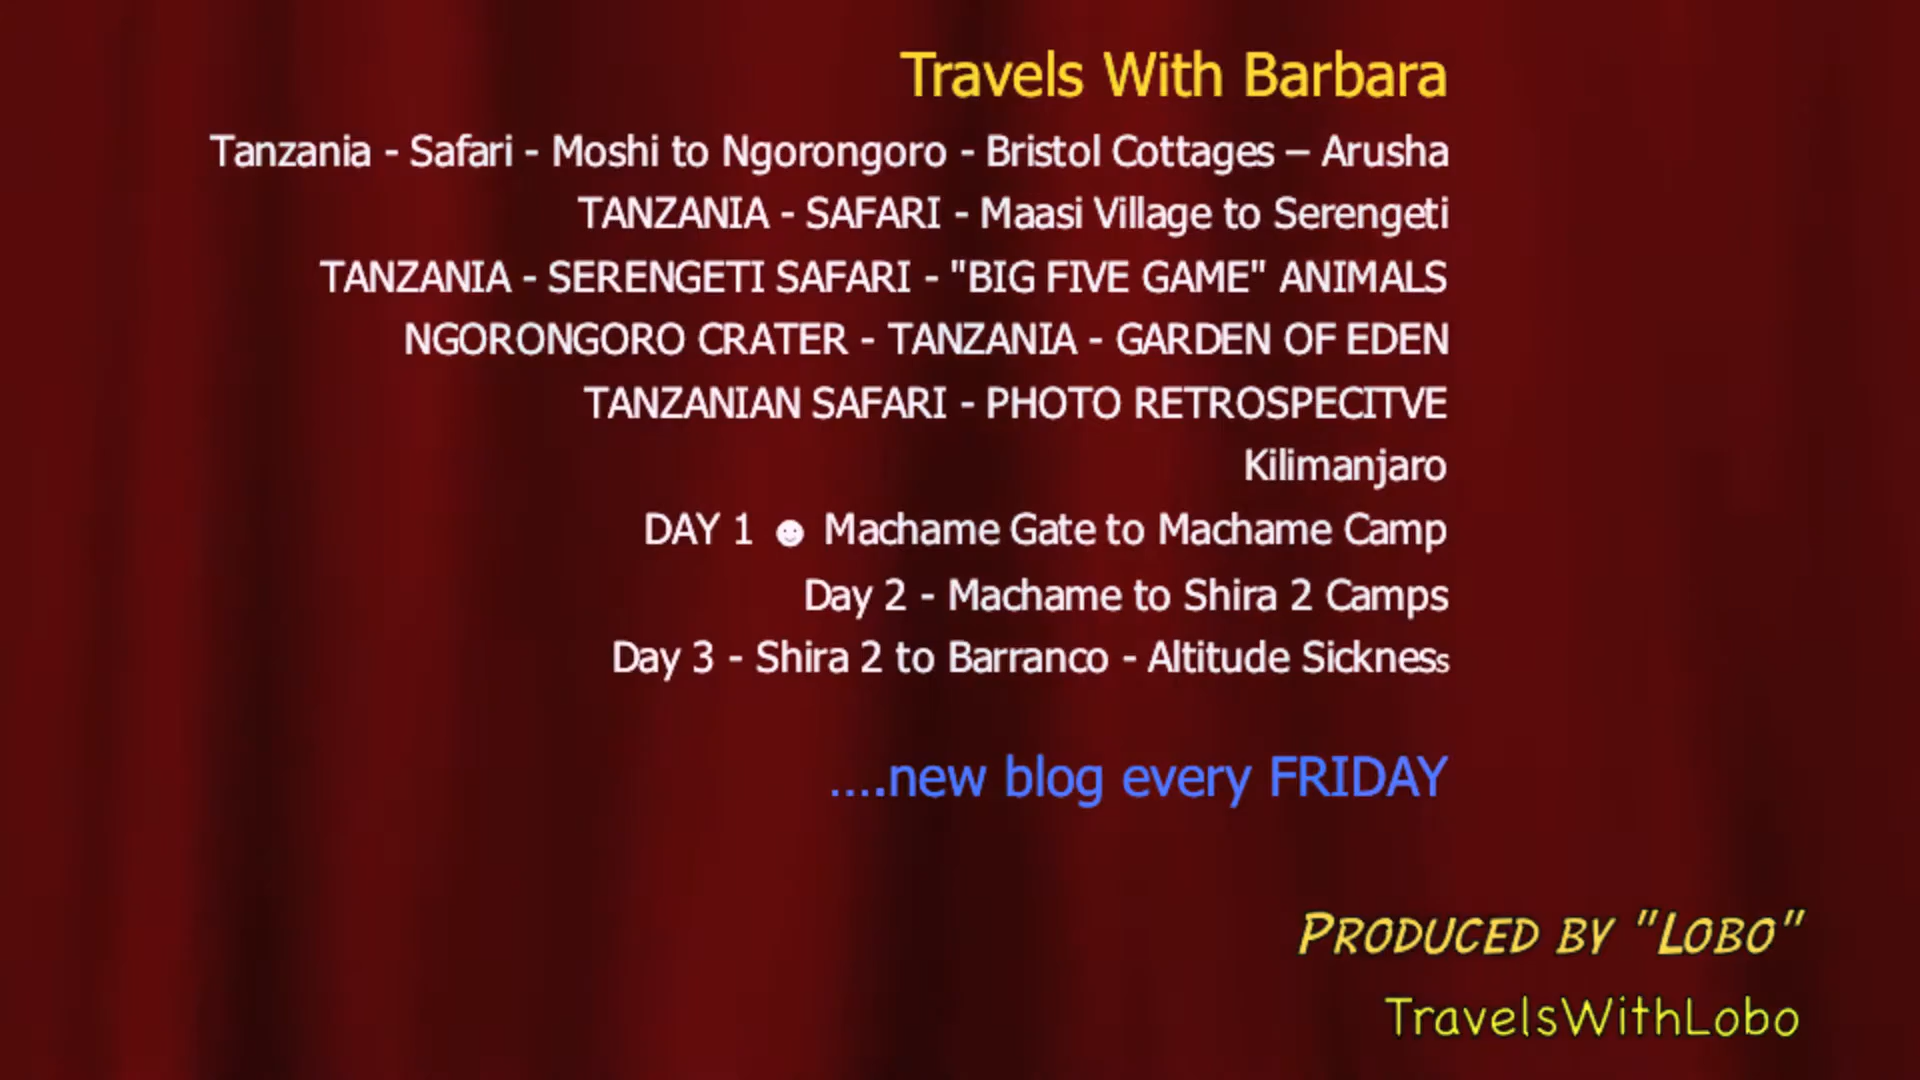 Travels With Barbara
Tanzania - Safari - Moshi to Ngorongoro - Bristol Cottages – Arusha
TANZANIA - SAFARI - Maasi Village to Serengeti
TANZANIA - SERENGETI SAFARI - "BIG FIVE GAME" ANIMALS
NGORONGORO CRATER - TANZANIA - GARDEN OF EDEN
TANZANIAN SAFARI - PHOTO RETROSPECITVE
Kilimanjaro
DAY 1 ☻ Machame Gate to Machame Camp
Day 2 - Machame to Shira 2 Camps
Day 3 - Shira 2 to Barranco - Altitude Sickness
....new blog every FRIDAY
PRODUCED BY "LOBO"
TravelsWithLobo